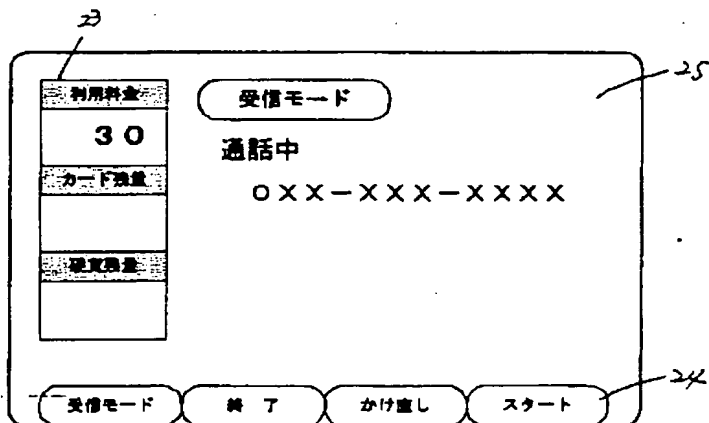 23
25
利用料金
受信モード
30
通話中
カード残量
0XX-XXX-XXXX
硬貨残量
24
受信モード 終了 かけ直し スタート